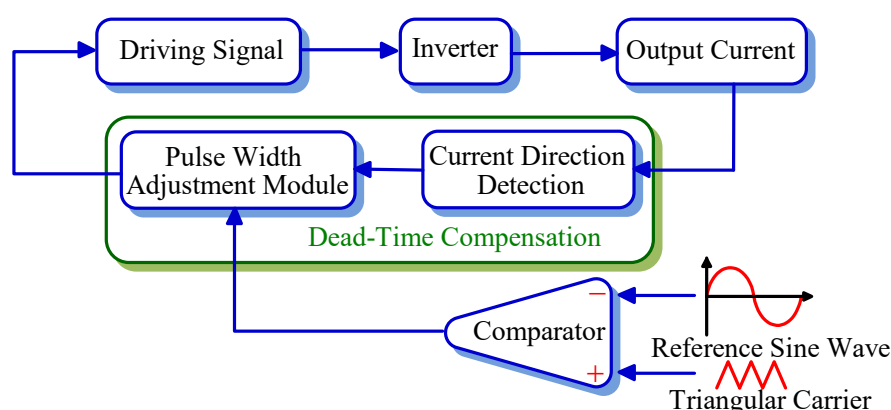 Driving Signal
Inverter
Output Current
Pulse Width
Adjustment Module
Current Direction
Detection
Dead-Time Compensation
−
Comparator
+
Reference Sine Wave
Triangular Carrier